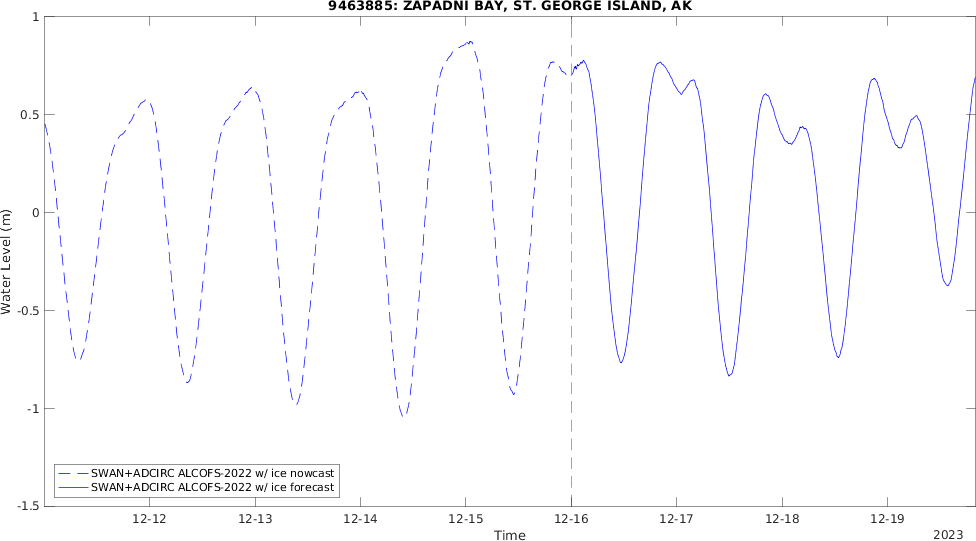 9463885: ZAPADNI BAY, ST. GEORGE ISLAND, AK
1
0.5
0
-0.5
-1
-1.5
Water Level (m)
SWAN+ADCIRC ALCOFS-2022 w/ ice nowcast
SWAN+ADCIRC ALCOFS-2022 w/ ice forecast
12-12 12-13 12-14 12-15 12-16 12-17 12-18 12-19
Time
2023